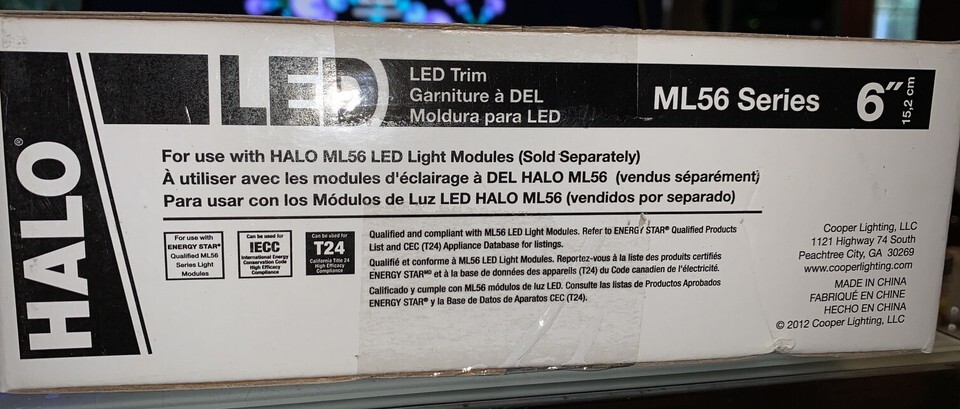 HALO®
LED
LED Trim
Garniture à DEL
Moldura para LED
ML56 Series
6"
15,2 cm
For use with HALO ML56 LED Light Modules (Sold Separately)
À utiliser avec les modules d'éclairage à DEL HALO ML56 (vendus séparément)
Para usar con los Módulos de Luz LED HALO ML56 (vendidos por separado)
For use with
ENERGY STAR®
Qualified ML56
Series Light
Modules
Can be used for
IECC
International Energy
Conservation Code
High Efficacy
Compliance
Can be used for
T24
California Title 24
High Efficacy
Compliance
Qualified and compliant with ML56 LED Light Modules. Refer to ENERGY STAR® Qualified Products
List and CEC (T24) Appliance Database for listings.
Qualifié et conforme à ML56 LED Light Modules. Reportez-vous à la liste des produits certifiés
ENERGY STARᴹᴰ et à la base de données des appareils (T24) du Code canadien de l'électricité.
Calificado y cumple con ML56 módulos de luz LED. Consulte las listas de Productos Aprobados
ENERGY STAR® y la Base de Datos de Aparatos CEC (T24).
Cooper Lighting, LLC
1121 Highway 74 South
Peachtree City, GA 30269
www.cooperlighting.com
MADE IN CHINA
FABRIQUÉ EN CHINE
HECHO EN CHINA
© 2012 Cooper Lighting, LLC